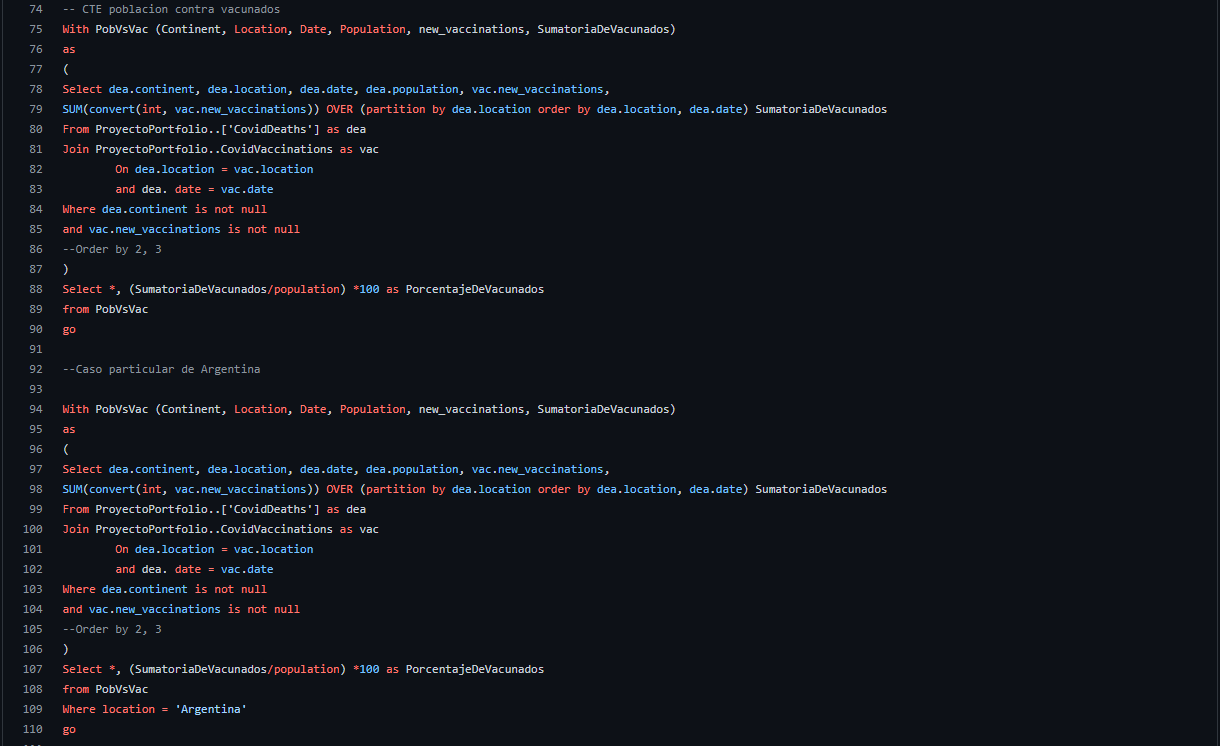 74 -- CTE poblacion contra vacunados
75 With PobVsVac (Continent, Location, Date, Population, new_vaccinations, SumatoriaDeVacunados)
76 as
77 (
78 Select dea.continent, dea.location, dea.date, dea.population, vac.new_vaccinations,
79 SUM(convert(int, vac.new_vaccinations)) OVER (partition by dea.location order by dea.location, dea.date) SumatoriaDeVacunados
80 From ProyectoPortfolio..['CovidDeaths'] as dea
81 Join ProyectoPortfolio..CovidVaccinations as vac
82 On dea.location = vac.location
83 and dea. date = vac.date
84 Where dea.continent is not null
85 and vac.new_vaccinations is not null
86 --Order by 2, 3
87 )
88 Select *, (SumatoriaDeVacunados/population) *100 as PorcentajeDeVacunados
89 from PobVsVac
90 go
91
92 --Caso particular de Argentina
93
94 With PobVsVac (Continent, Location, Date, Population, new_vaccinations, SumatoriaDeVacunados)
95 as
96 (
97 Select dea.continent, dea.location, dea.date, dea.population, vac.new_vaccinations,
98 SUM(convert(int, vac.new_vaccinations)) OVER (partition by dea.location order by dea.location, dea.date) SumatoriaDeVacunados
99 From ProyectoPortfolio..['CovidDeaths'] as dea
100 Join ProyectoPortfolio..CovidVaccinations as vac
101 On dea.location = vac.location
102 and dea. date = vac.date
103 Where dea.continent is not null
104 and vac.new_vaccinations is not null
105 --Order by 2, 3
106 )
107 Select *, (SumatoriaDeVacunados/population) *100 as PorcentajeDeVacunados
108 from PobVsVac
109 Where location = 'Argentina'
110 go